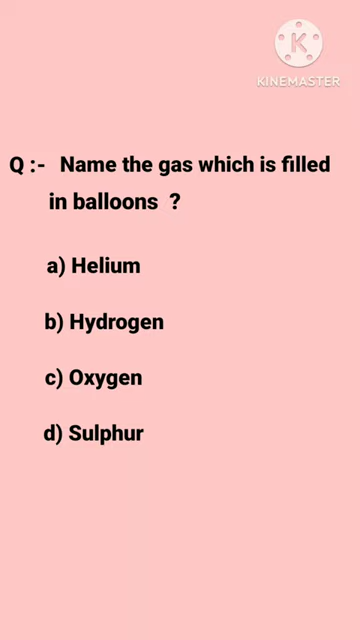 KINEMASTER
Q :- Name the gas which is filled
in balloons ?
a) Helium
b) Hydrogen
c) Oxygen
d) Sulphur